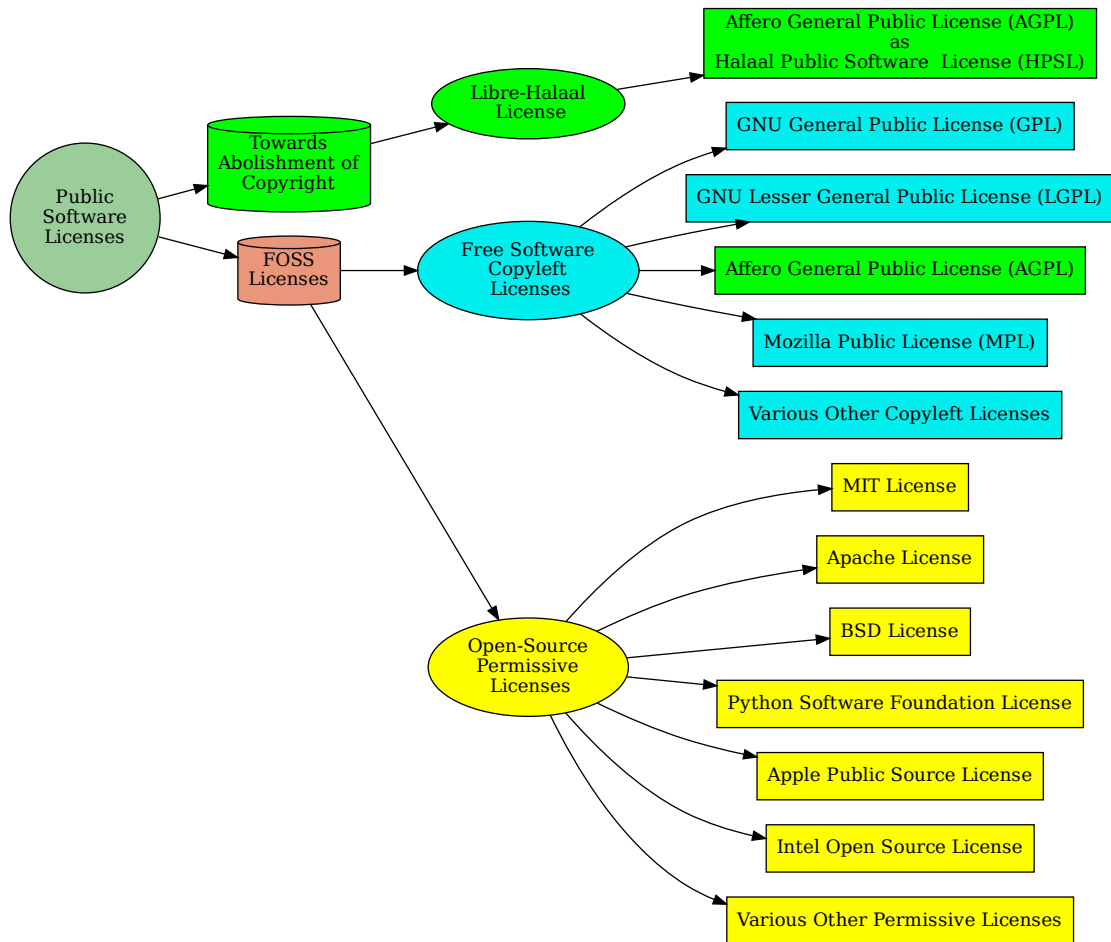 Public
Software
Licenses
Towards
Abolishment of
Copyright
FOSS
Licenses
Libre-Halaal
License
Free Software
Copyleft
Licenses
Open-Source
Permissive
Licenses
Affero General Public License (AGPL)
as
Halaal Public Software  License (HPSL)
GNU General Public License (GPL)
GNU Lesser General Public License (LGPL)
Affero General Public License (AGPL)
Mozilla Public License (MPL)
Various Other Copyleft Licenses
MIT License
Apache License
BSD License
Python Software Foundation License
Apple Public Source License
Intel Open Source License
Various Other Permissive Licenses